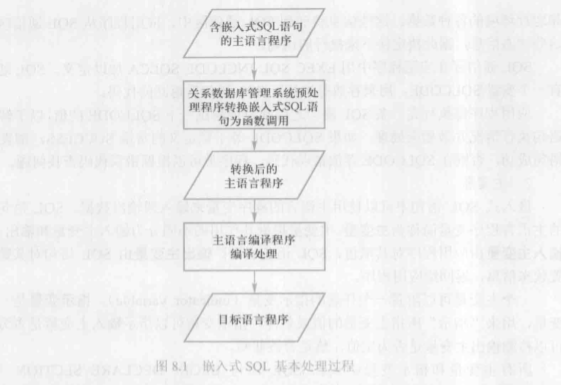 含嵌入式SQL语句
的主语言程序
关系数据库管理系统预处
理程序转换嵌入式SQL语
句为函数调用
转换后的
主语言程序
主语言编译程序
编译处理
目标语言程序
图 8.1 嵌入式 SQL 基本处理过程